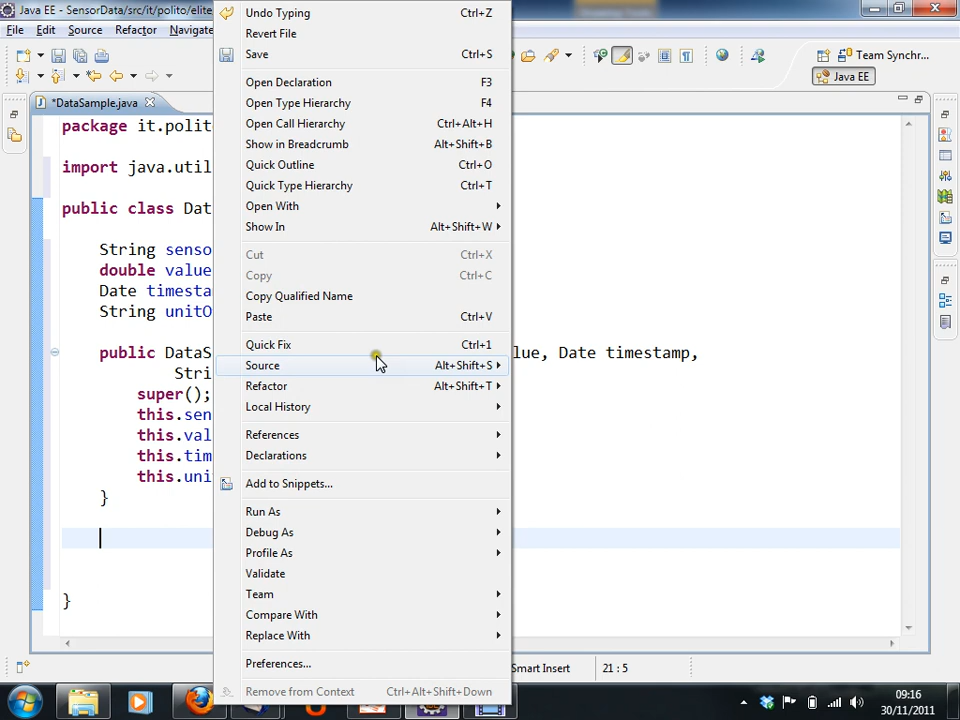 Java EE - SensorData/src/it/polito/elite
File Edit Source Refactor Navigate
Team Synchr...
Java EE
*DataSample.java
package it.polit
import java.util
public class Dat
String senso
double value
Date timesta
String unitO
public DataS
lue, Date timestamp,
Stri
super();
this.sen
this.val
this.tim
this.uni
}
}
Undo Typing Ctrl+Z
Revert File
Save Ctrl+S
Open Declaration F3
Open Type Hierarchy F4
Open Call Hierarchy Ctrl+Alt+H
Show in Breadcrumb Alt+Shift+B
Quick Outline Ctrl+O
Quick Type Hierarchy Ctrl+T
Open With
Show In Alt+Shift+W
Cut Ctrl+X
Copy Ctrl+C
Copy Qualified Name
Paste Ctrl+V
Quick Fix Ctrl+1
Source Alt+Shift+S
Refactor Alt+Shift+T
Local History
References
Declarations
Add to Snippets...
Run As
Debug As
Profile As
Validate
Team
Compare With
Replace With
Preferences...
Remove from Context Ctrl+Alt+Shift+Down
Smart Insert 21 : 5
09:16
30/11/2011